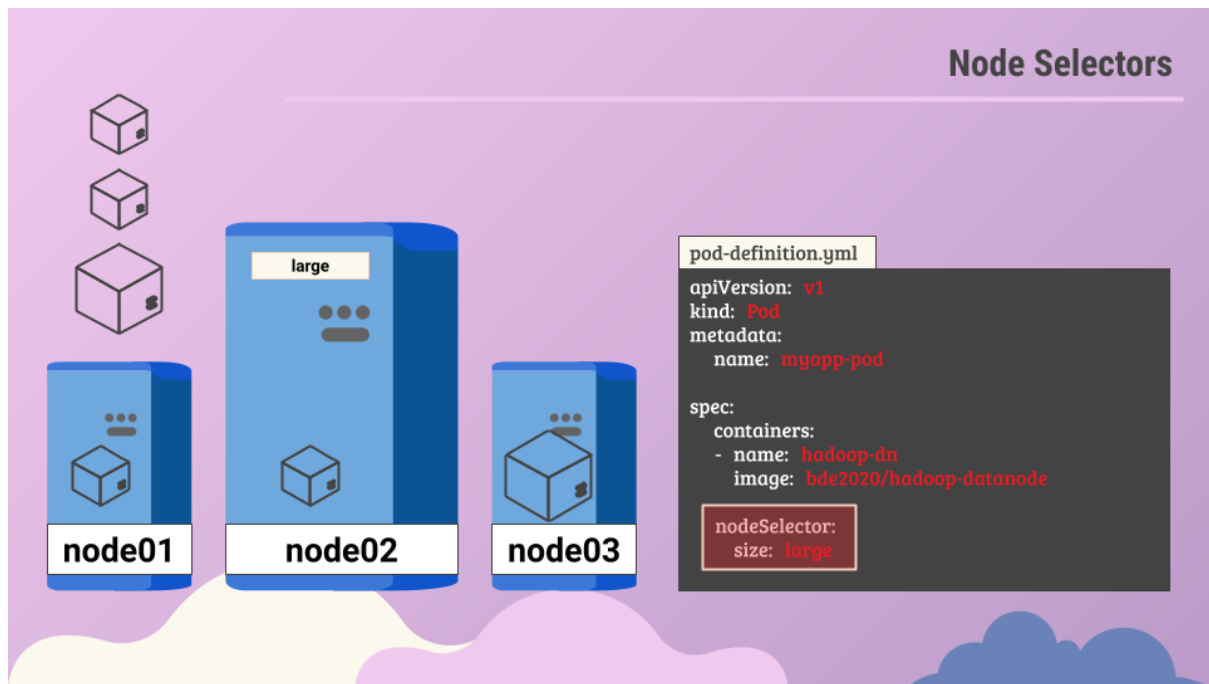 Node Selectors
large
node01
node02
node03
pod-definition.yml
apiVersion: v1
kind: Pod
metadata:
name: myapp-pod
spec:
containers:
- name: hadoop-dn
image: bde2020/hadoop-datanode
nodeSelector:
size: large